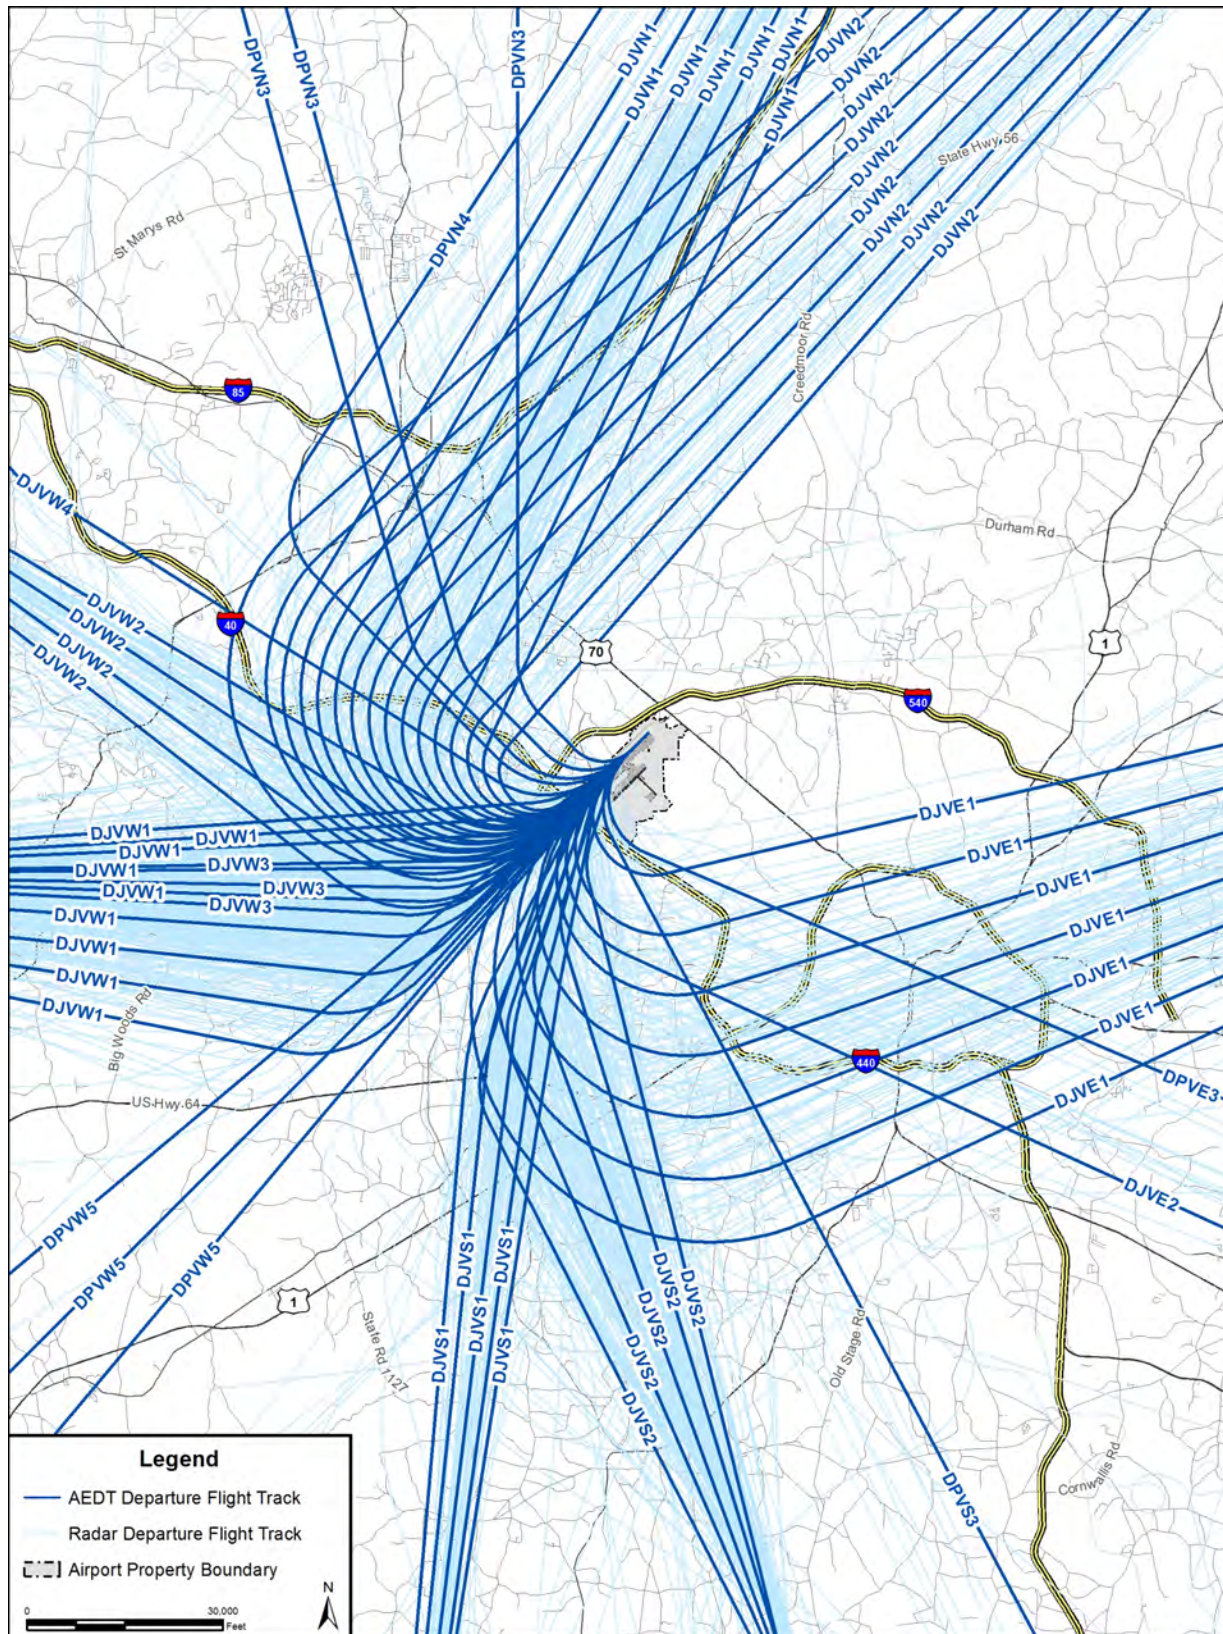 DPVN3
DPVN3
DPVN3
DJVN1
DJVN1
DJVN1
DJVN1
DJVN1
DJVN1
DJVN1
DJVN2
DJVN2
DJVN2
DJVN2
DJVN2
DJVN2
DJVN2
DJVN2
DJVN2
DJVN2
State Hwy 56
St Marys Rd
DPVN4
Creedmoor Rd
85
DJVW4
Durham Rd
40
70
1
DJVW2
DJVW2
DJVW2
DJVW2
540
DJVE1
DJVW1
DJVW1
DJVW1
DJVW1
DJVW3
DJVW1
DJVW3
DJVW3
DJVW1
DJVW1
DJVW1
DJVW1
DJVE1
DJVE1
DJVE1
DJVE1
DJVE1
DJVE1
Big Woods Rd
US Hwy 64
440
DPVE3
DJVE2
DPVW5
DPVW5
DPVW5
1
State Rd 1127
DJVS1
DJVS1
DJVS1
DJVS1
DJVS1
DJVS2
DJVS2
DJVS2
DJVS2
DJVS2
Old Stage Rd
Cornwallis Rd
DPVS3
Legend
AEDT Departure Flight Track
Radar Departure Flight Track
Airport Property Boundary
N
0 30,000
Feet